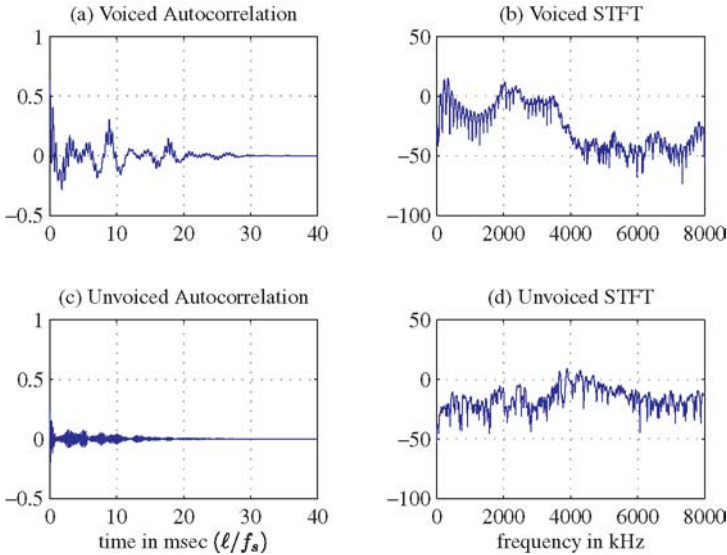 (a) Voiced Autocorrelation
1
0.5
0
−0.5
0 10 20 30 40
(b) Voiced STFT
50
0
−50
−100
0 2000 4000 6000 8000
(c) Unvoiced Autocorrelation
1
0.5
0
−0.5
0 10 20 30 40
time in msec (ℓ/fₛ)
(d) Unvoiced STFT
50
0
−50
−100
0 2000 4000 6000 8000
frequency in kHz